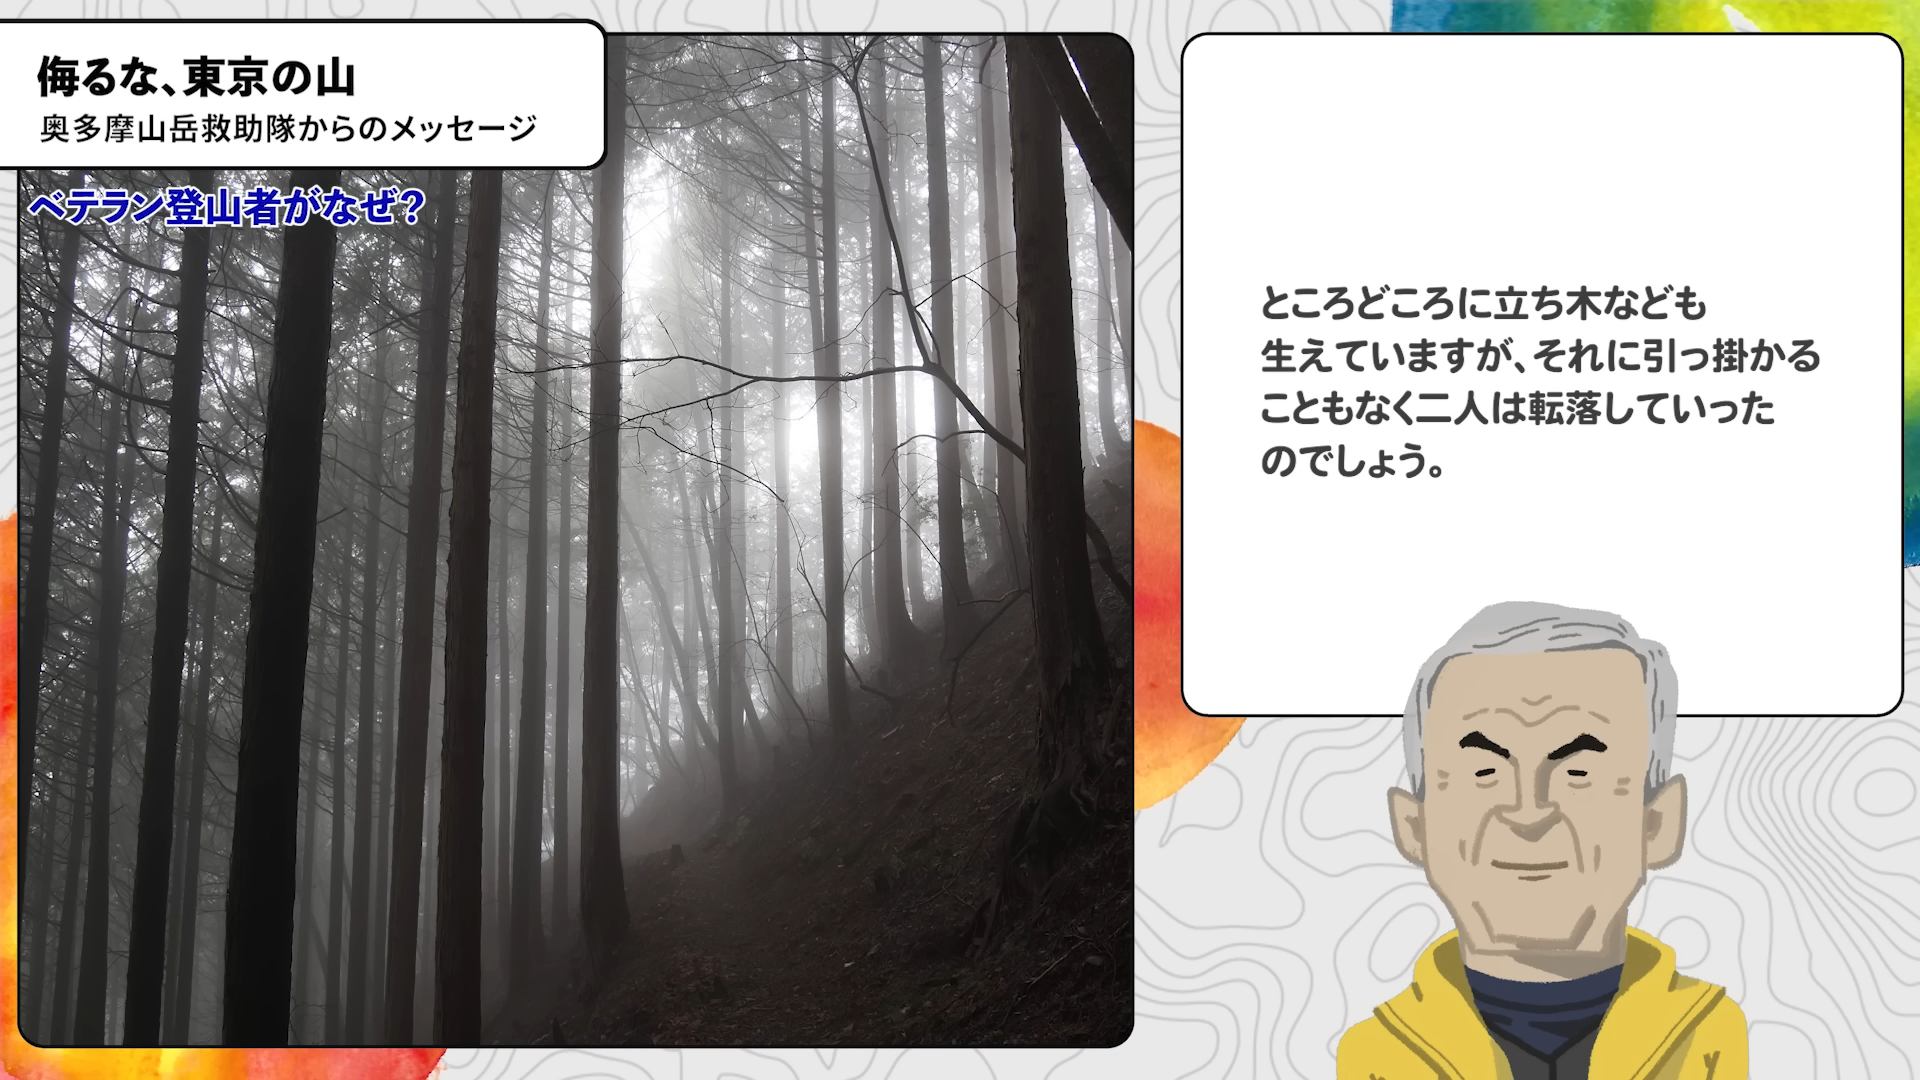 侮るな、東京の山
奥多摩山岳救助隊からのメッセージ
ベテラン登山者がなぜ？
ところどころに立ち木なども
生えていますが、それに引っ掛かる
こともなく二人は転落していった
のでしょう。